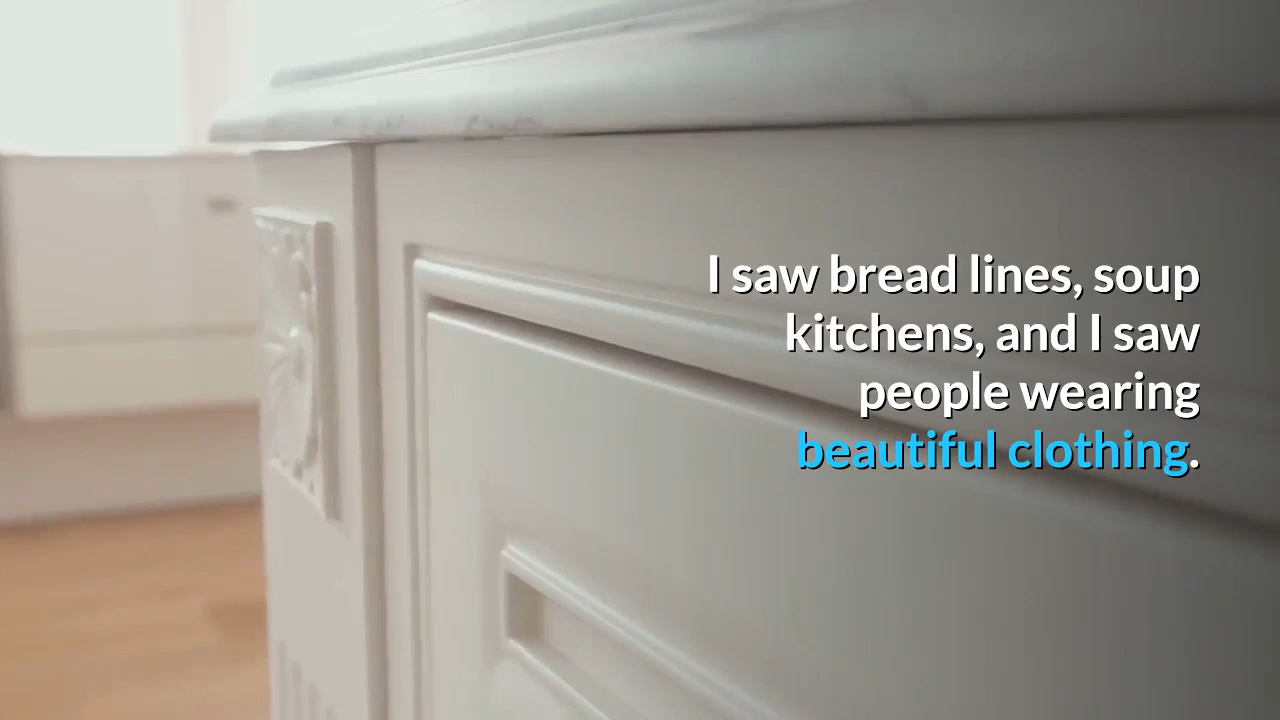 I saw bread lines, soup
kitchens, and I saw
people wearing
beautiful clothing.